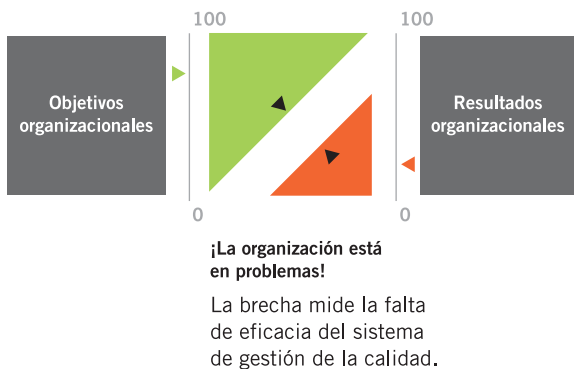 100
100
Objetivos
organizacionales
Resultados
organizacionales
0
0
¡La organización está
en problemas!
La brecha mide la falta
de eficacia del sistema
de gestión de la calidad.